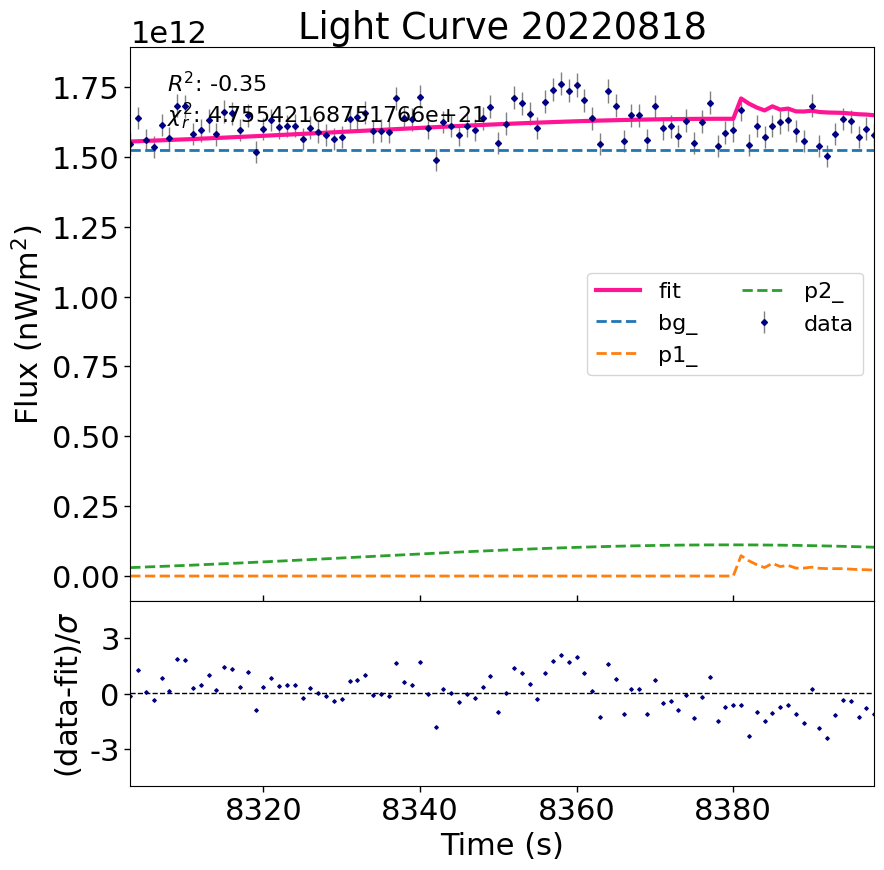 Light Curve 20220818
1e12
R²: -0.35
χ²ᵣ: 4.755421687517​66e+21
Flux (nW/m²)
1.75
1.50
1.25
1.00
0.75
0.50
0.25
0.00
fit
bg_
p1_
p2_
data
(data-fit)/σ
3
0
-3
8320
8340
8360
8380
Time (s)